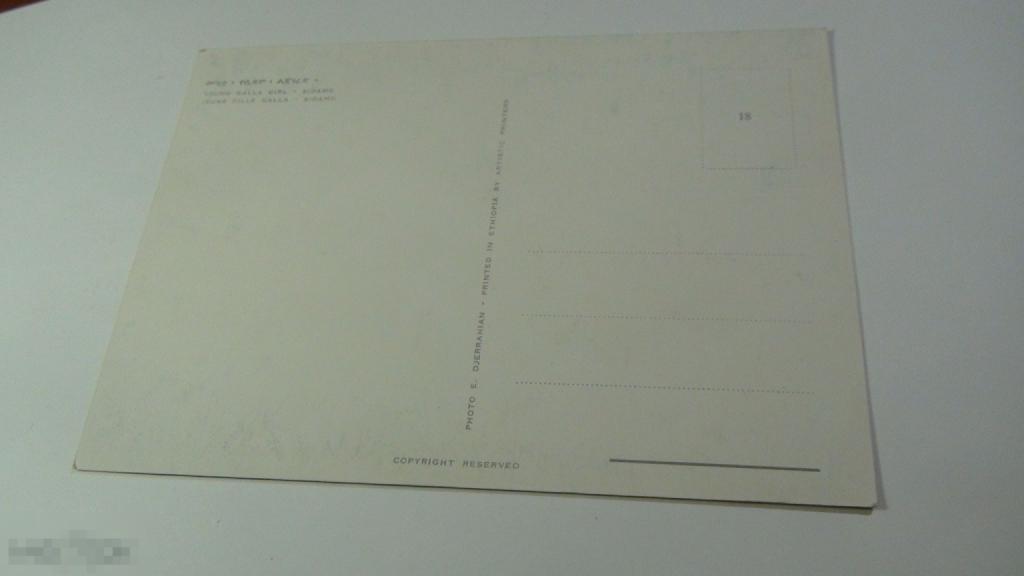 YOUNG GALLA GIRL - SIDAMO
JEUNE FILLE GALLA - SIDAMO
18
PHOTO E. DJERRAHIAN • PRINTED IN ETHIOPIA BY ARTISTIC PRINTERS
COPYRIGHT RESERVED